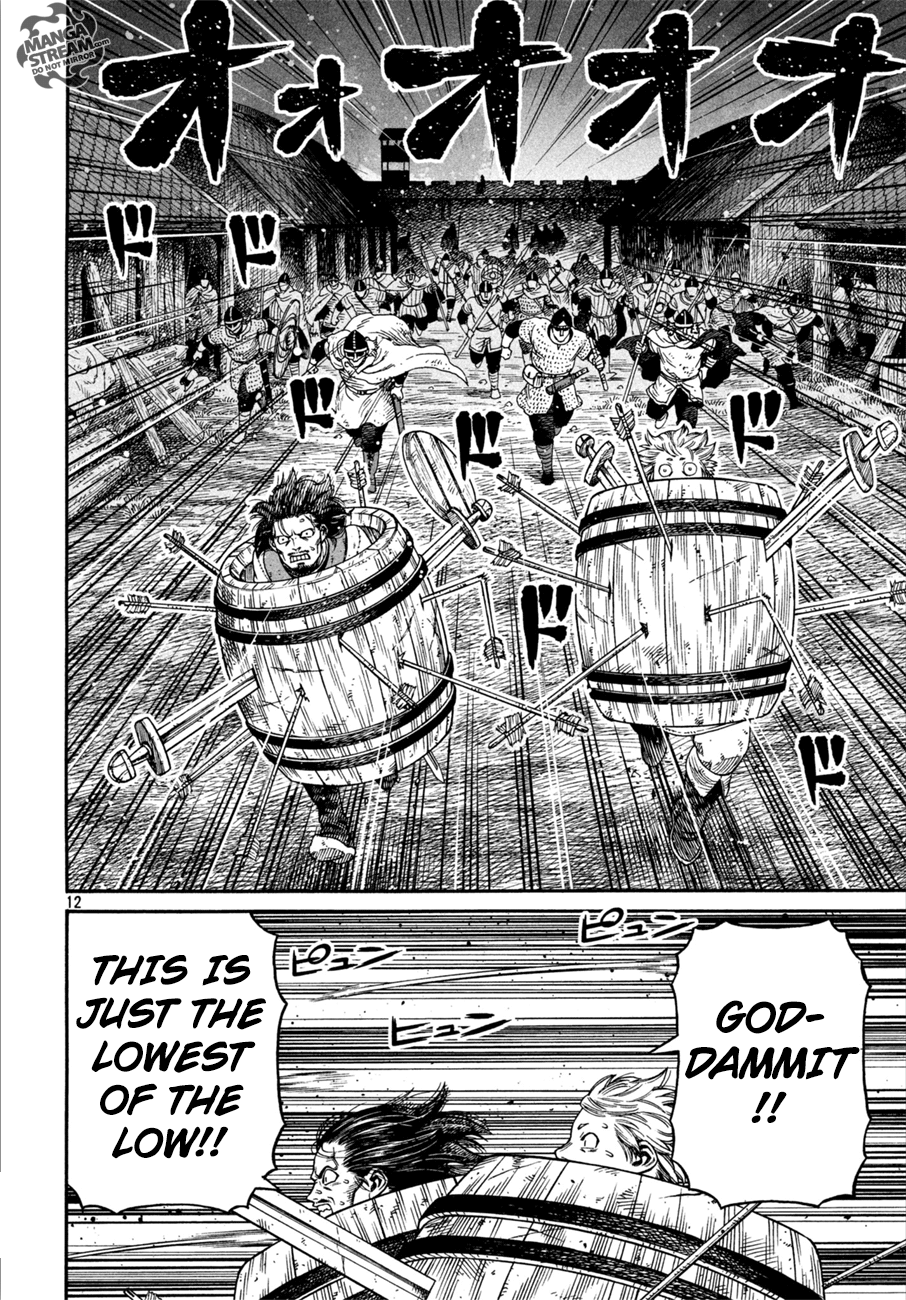 MANGA
STREAM.COM
DO NOT MIRROR
オォオオオ
ドド
ド
ド
ド
ド
ド
ド
12
ピュン
GOD-
DAMMIT
!!
ピュン
ヒュン
THIS IS
JUST THE
LOWEST
OF THE
LOW!!